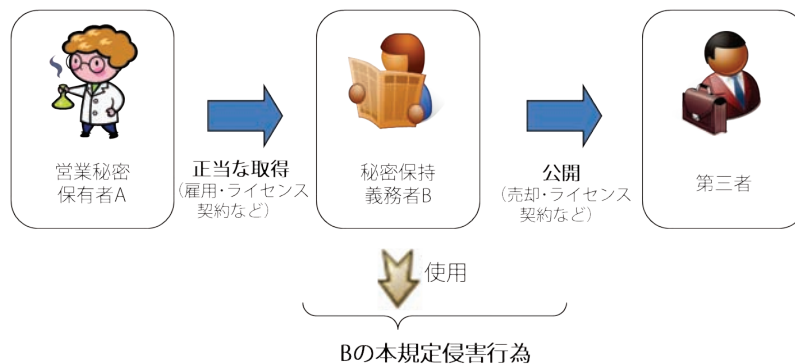 営業秘密
保有者A
正当な取得
（雇用・ライセンス
契約など）
秘密保持
義務者B
公開
（売却・ライセンス
契約など）
第三者
使用
Bの本規定侵害行為